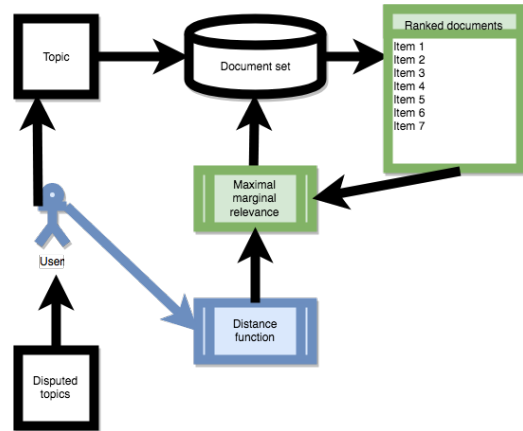 Topic
Document set
Ranked documents
Item 1
Item 2
Item 3
Item 4
Item 5
Item 6
Item 7
Maximal
marginal
relevance
User
Distance
function
Disputed
topics